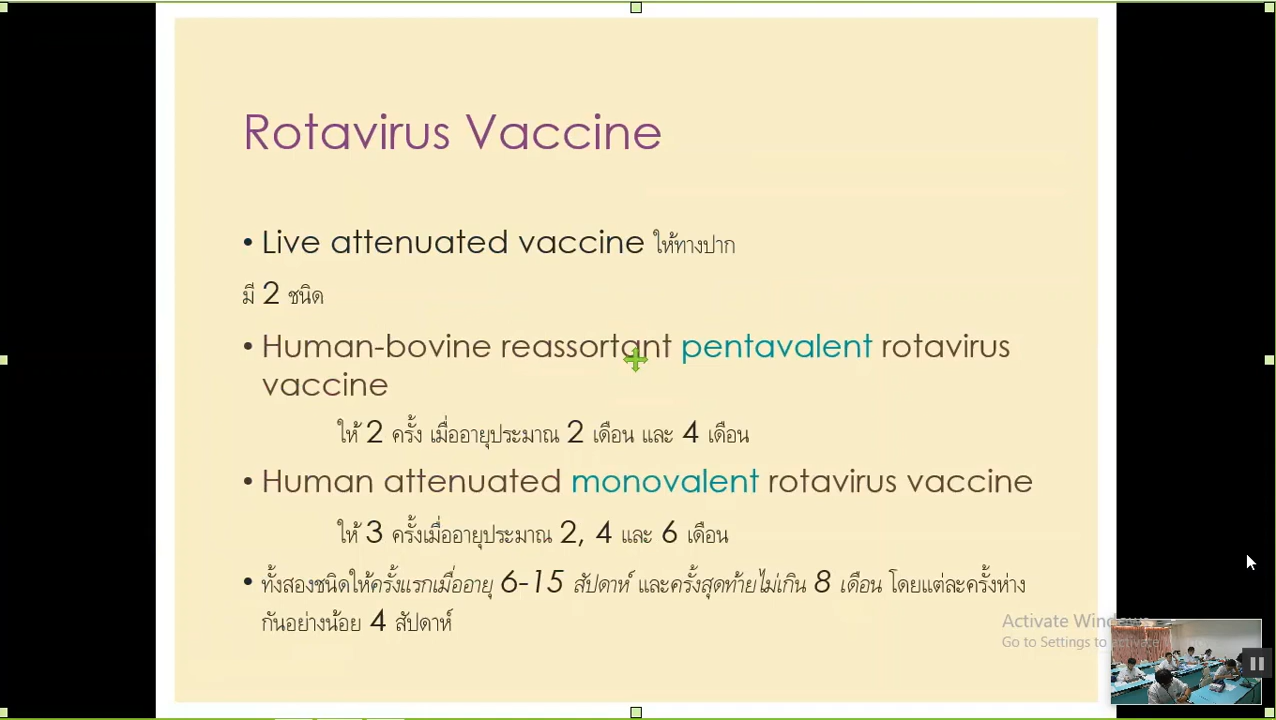 Rotavirus Vaccine
• Live attenuated vaccine ให้ทางปาก
มี 2 ชนิด
• Human-bovine reassortant pentavalent rotavirus
vaccine
ให้ 2 ครั้ง เมื่ออายุประมาณ 2 เดือน และ 4 เดือน
• Human attenuated monovalent rotavirus vaccine
ให้ 3 ครั้งเมื่ออายุประมาณ 2, 4 และ 6 เดือน
• ทั้งสองชนิดให้ครั้งแรกเมื่ออายุ 6-15 สัปดาห์ และครั้งสุดท้ายไม่เกิน 8 เดือน โดยแต่ละครั้งห่าง
กันอย่างน้อย 4 สัปดาห์
Activate Windows
Go to Settings to activate